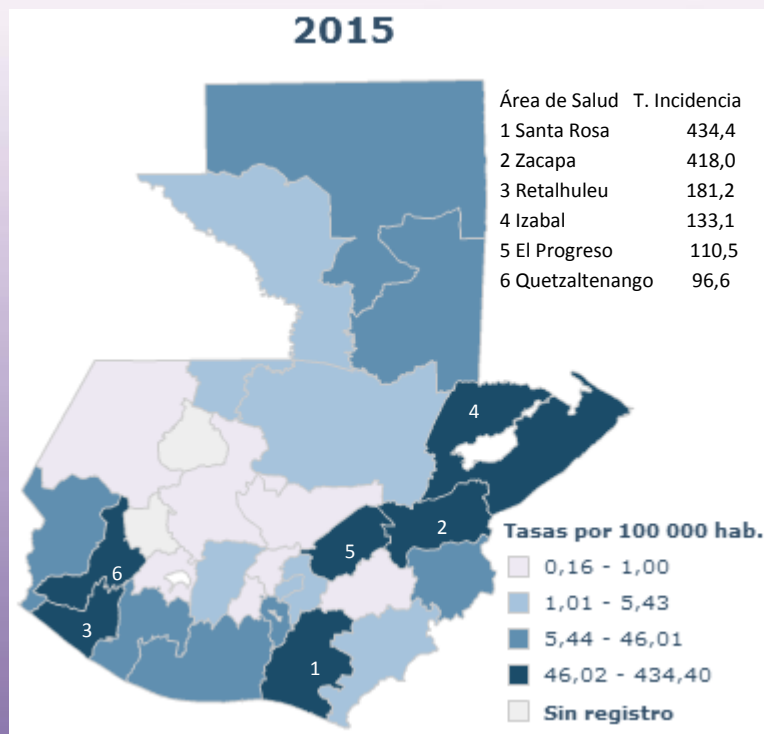 2015
Área de Salud T. Incidencia
1 Santa Rosa 434,4
2 Zacapa 418,0
3 Retalhuleu 181,2
4 Izabal 133,1
5 El Progreso 110,5
6 Quetzaltenango 96,6
4
2
5
6
3
1
Tasas por 100 000 hab.
0,16 - 1,00
1,01 - 5,43
5,44 - 46,01
46,02 - 434,40
Sin registro